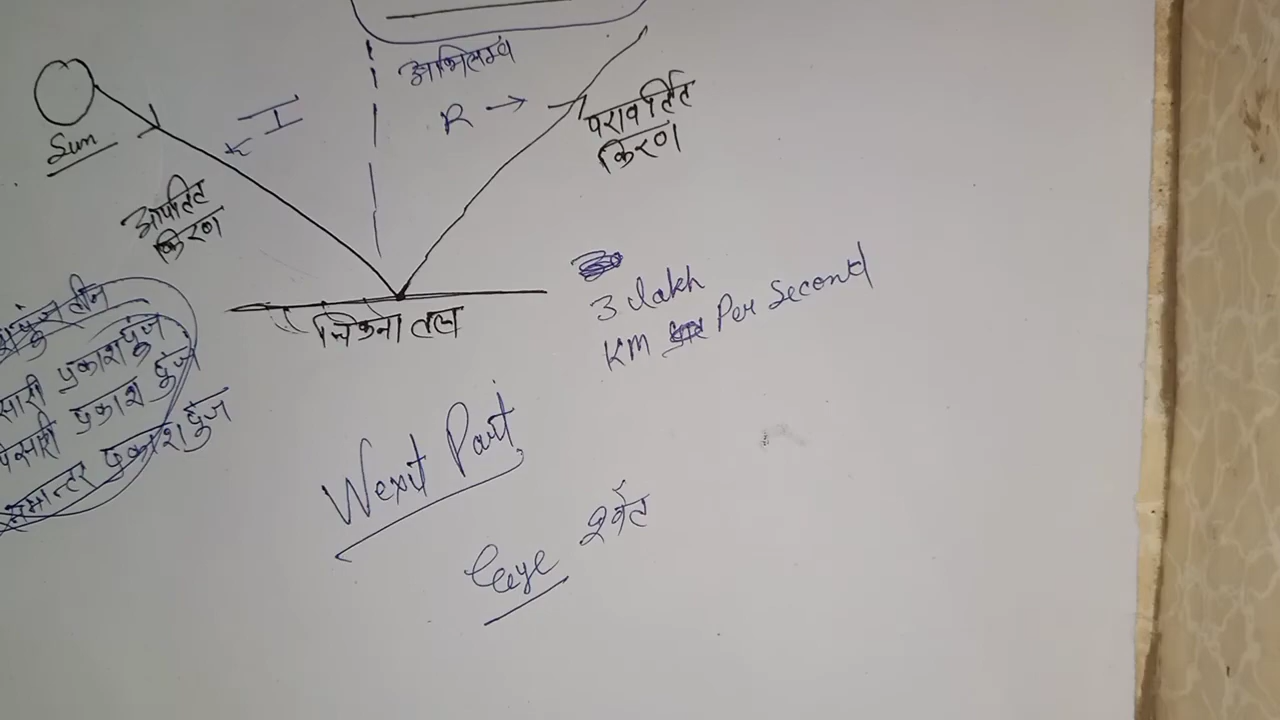 अभिलम्व
I
R →
Sun
परावर्तित
किरण
आपतित
किरण
चिकना तल
3 lakh
KM Per Second
प्रकाश पुंज
प्रकाश पुंज
समान्तर प्रकाश पुंज
Wexit Part
Eye